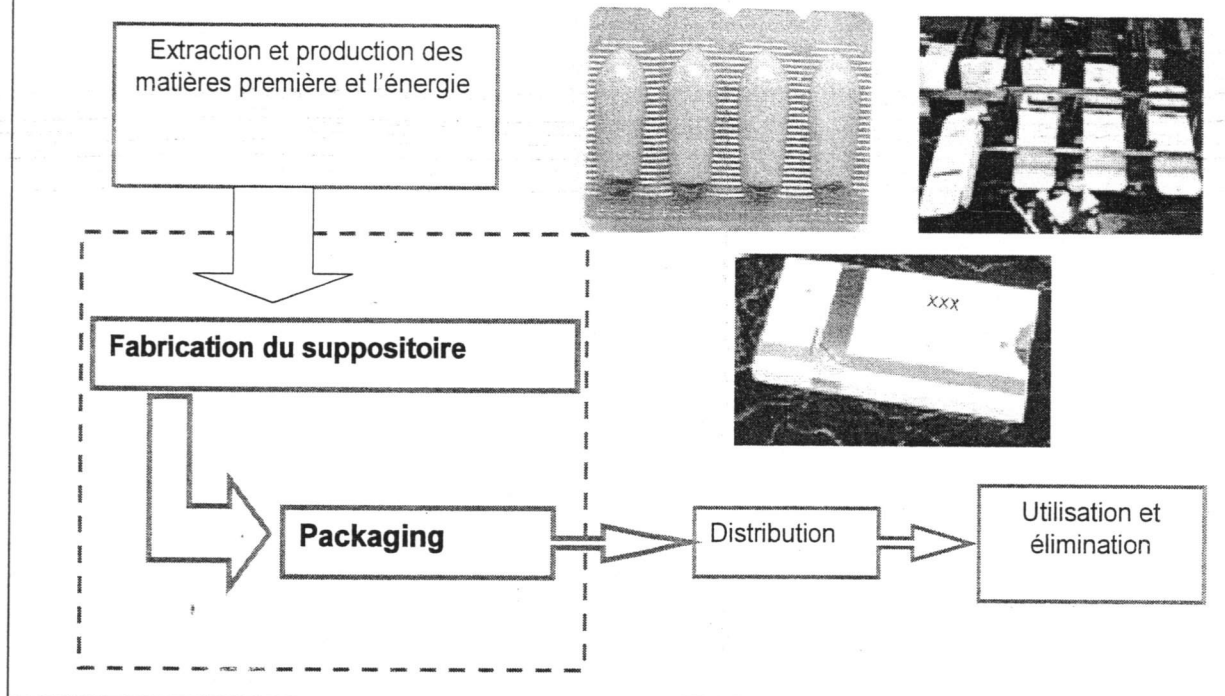 Extraction et production des
matières première et l'énergie
XXX
Fabrication du suppositoire
Packaging
Distribution
Utilisation et
élimination